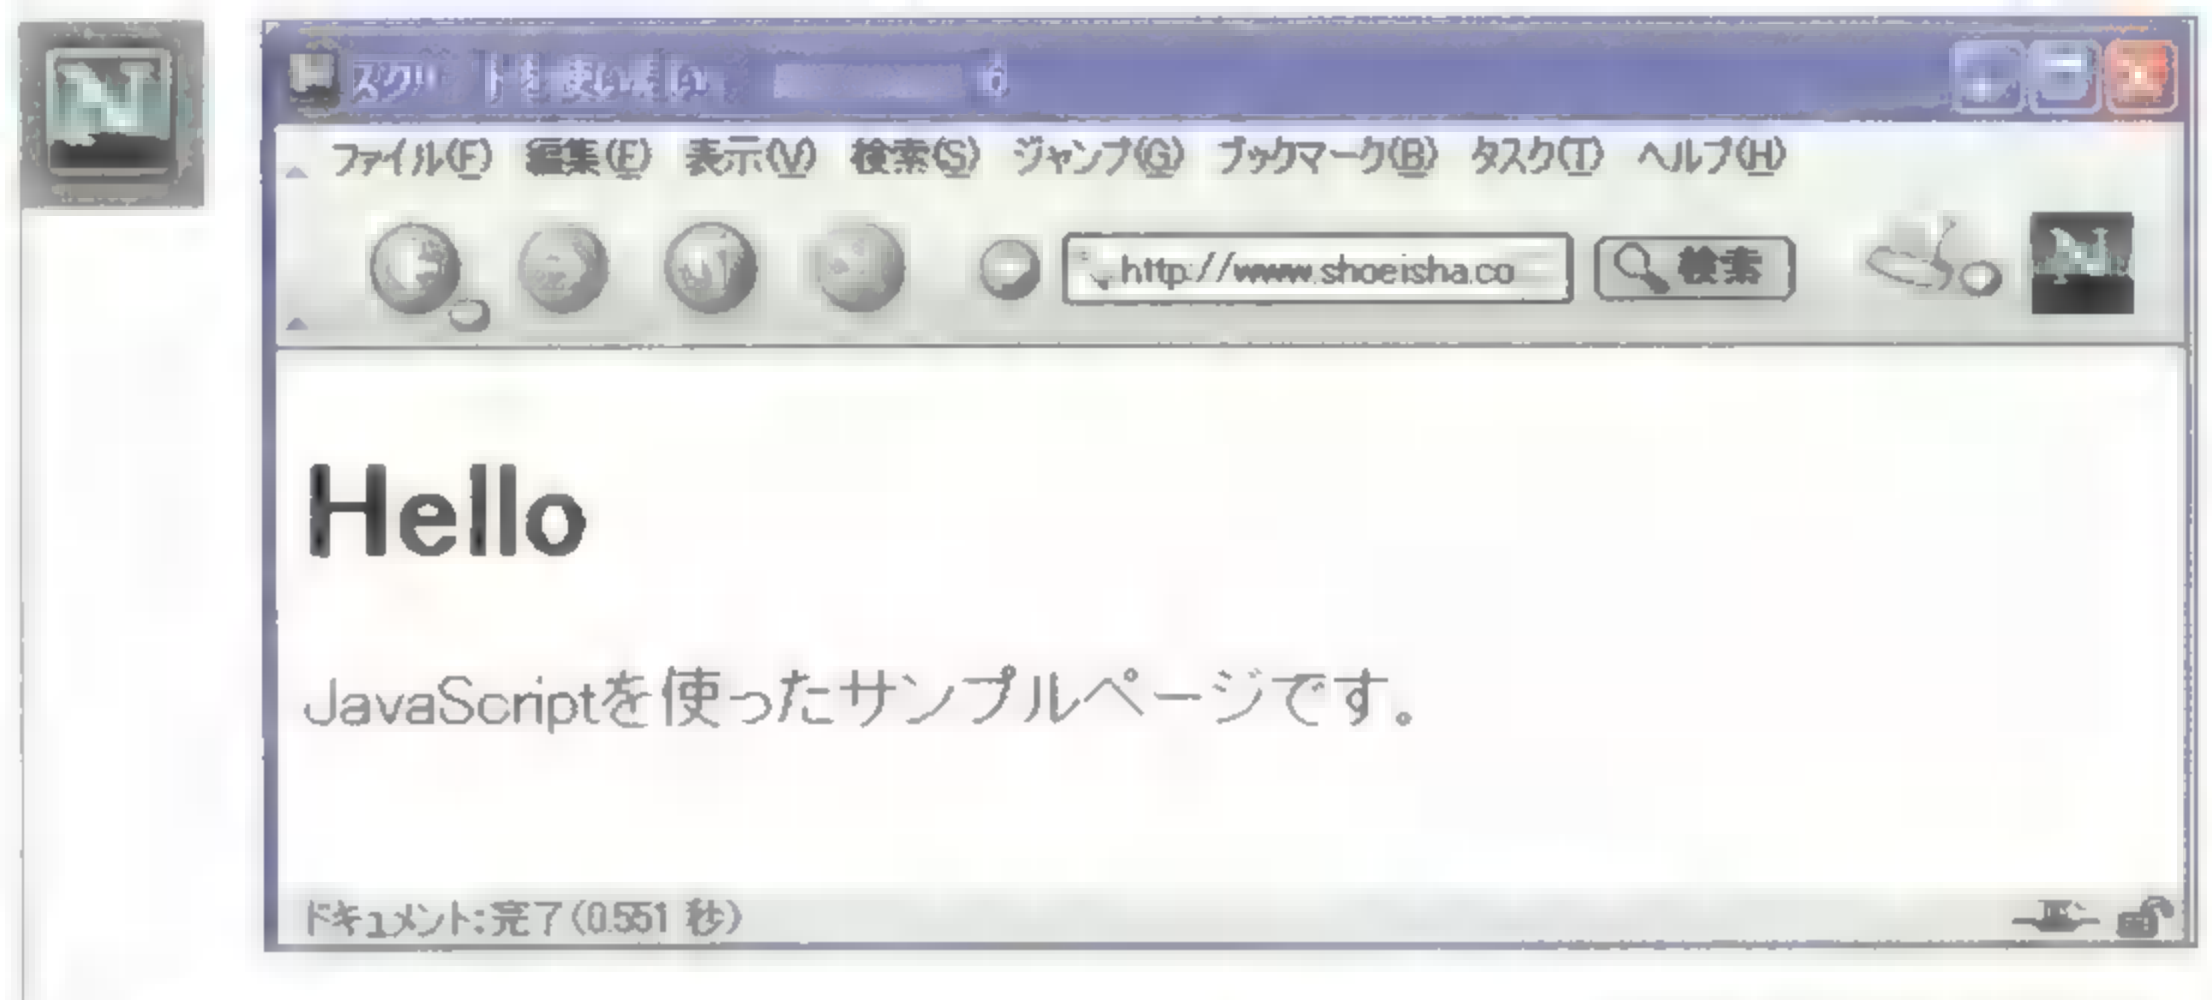 ファイル(F) 編集(E) 表示(V) 検索(S) ジャンプ(G) ブックマーク(B) タスク(T) ヘルプ(H)
http://www.shoeisha.co 検索
Hello
JavaScriptを使ったサンプルページです。
ドキュメント:完了(0.551 秒)